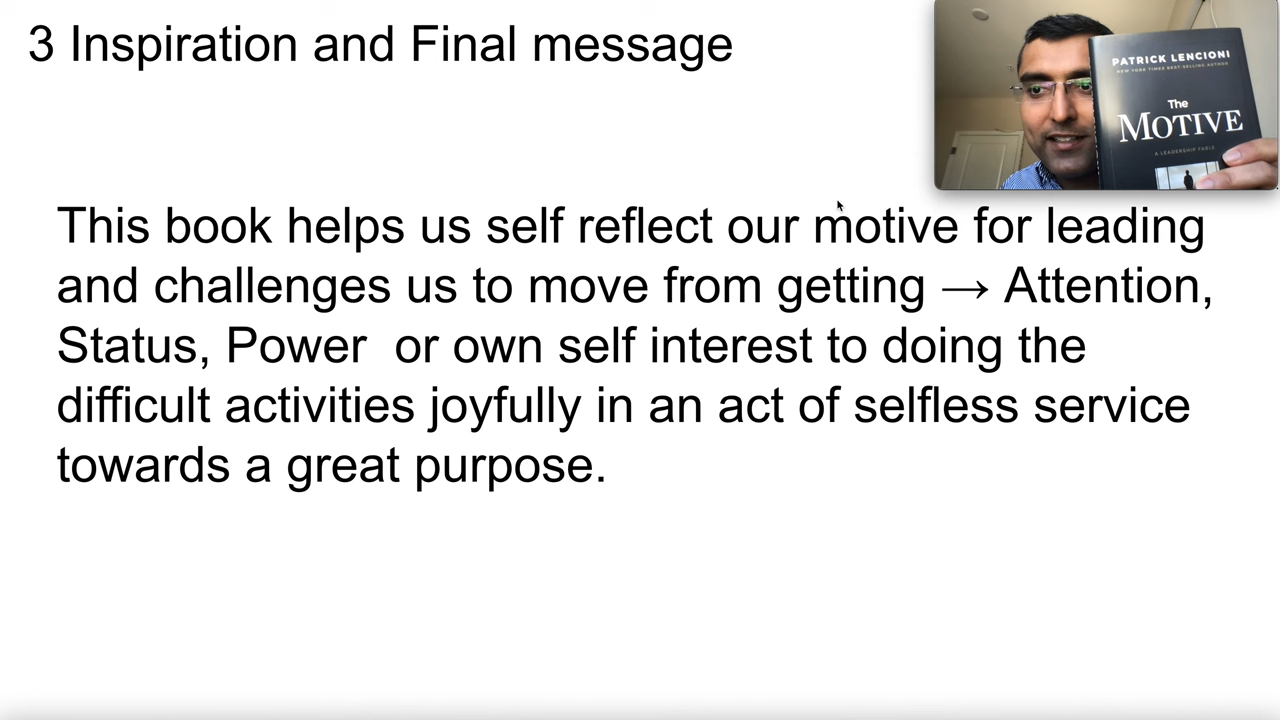 3 Inspiration and Final message
PATRICK LENCIONI
NEW YORK TIMES BEST-SELLING AUTHOR
The
MOTIVE
A LEADERSHIP FABLE
This book helps us self reflect our motive for leading
and challenges us to move from getting → Attention,
Status, Power  or own self interest to doing the
difficult activities joyfully in an act of selfless service
towards a great purpose.